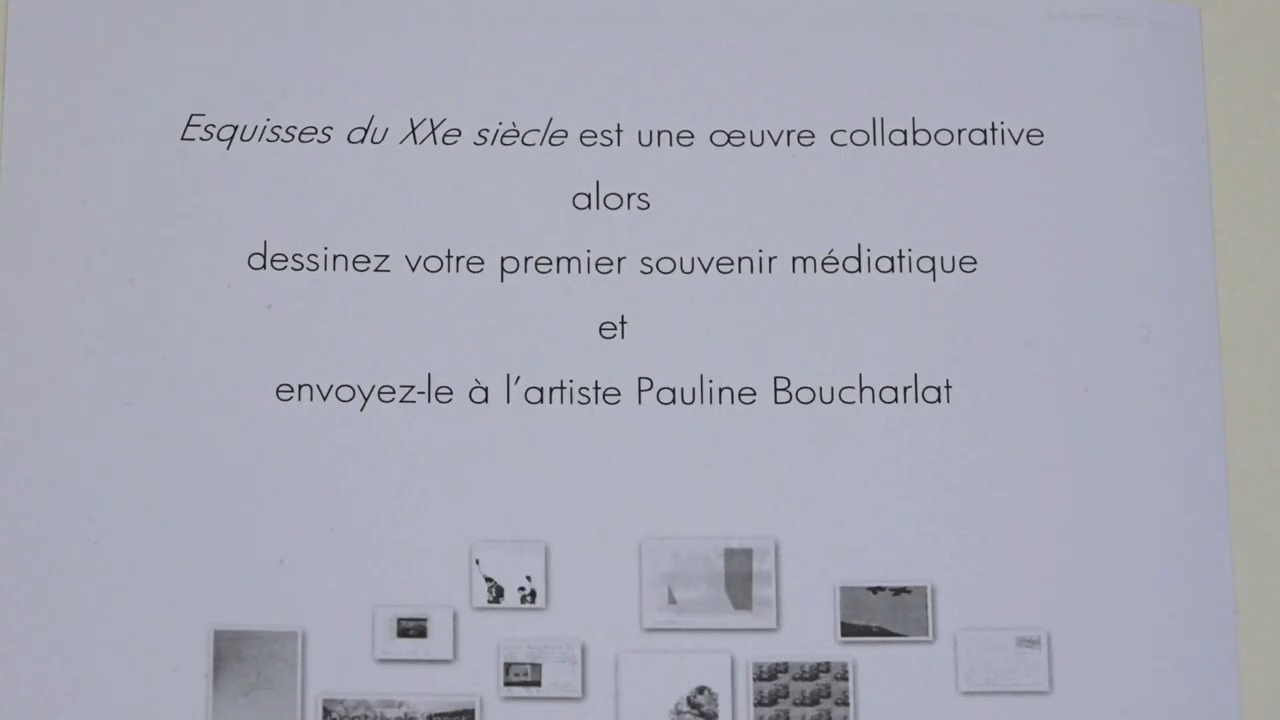 Esquisses du XXe siècle est une œuvre collaborative
alors
dessinez votre premier souvenir médiatique
et
envoyez-le à l'artiste Pauline Boucharlat